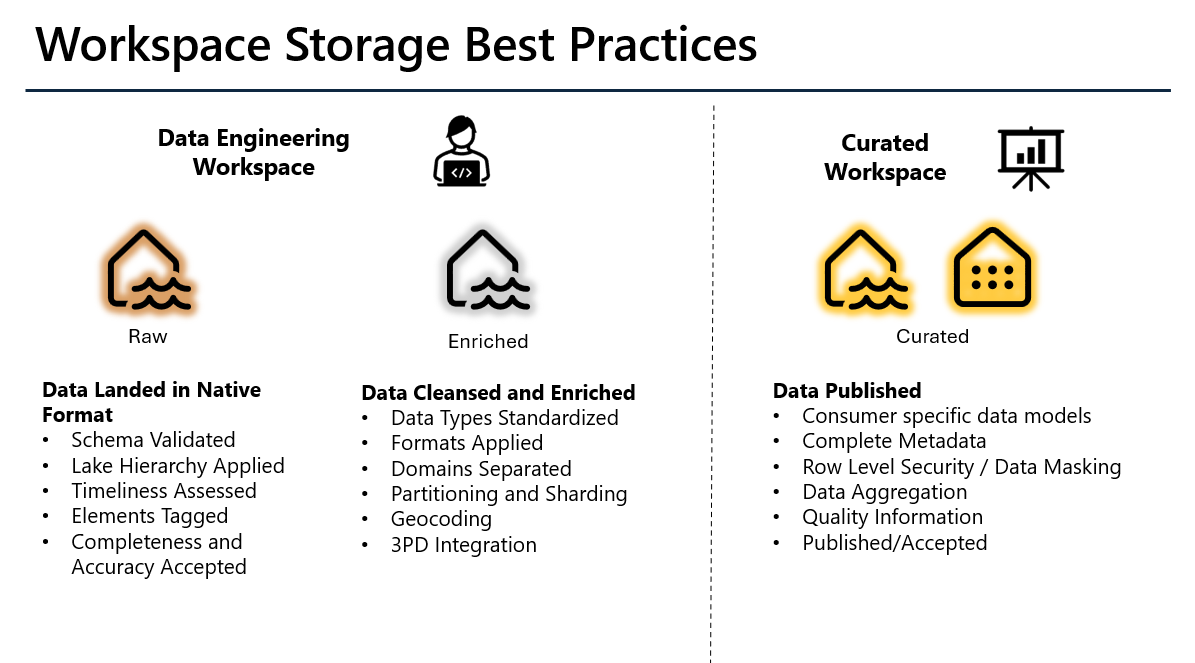 Workspace Storage Best Practices
Data Engineering
Workspace
</>
Raw
Data Landed in Native
Format
• Schema Validated
• Lake Hierarchy Applied
• Timeliness Assessed
• Elements Tagged
• Completeness and
Accuracy Accepted
Enriched
Data Cleansed and Enriched
• Data Types Standardized
• Formats Applied
• Domains Separated
• Partitioning and Sharding
• Geocoding
• 3PD Integration
Curated
Workspace
Curated
Data Published
• Consumer specific data models
• Complete Metadata
• Row Level Security / Data Masking
• Data Aggregation
• Quality Information
• Published/Accepted